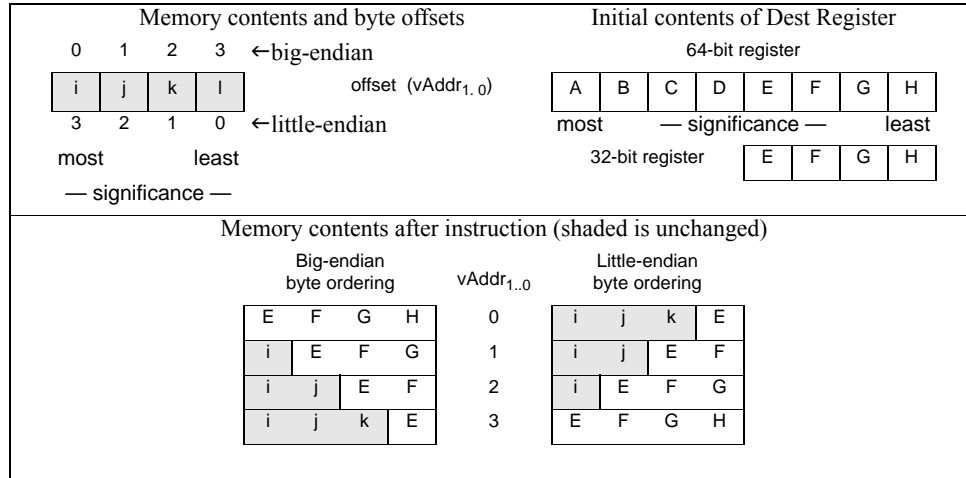 Memory contents and byte offsets
Initial contents of Dest Register
0 1 2 3 ←big-endian
64-bit register
i j k l
offset (vAddr1. 0)
A B C D E F G H
3 2 1 0 ←little-endian
most — significance — least
most least
32-bit register
E F G H
— significance —
Memory contents after instruction (shaded is unchanged)
Big-endian
byte ordering
vAddr1..0
Little-endian
byte ordering
E F G H 0 i j k E
i E F G 1 i j E F
i j E F 2 i E F G
i j k E 3 E F G H